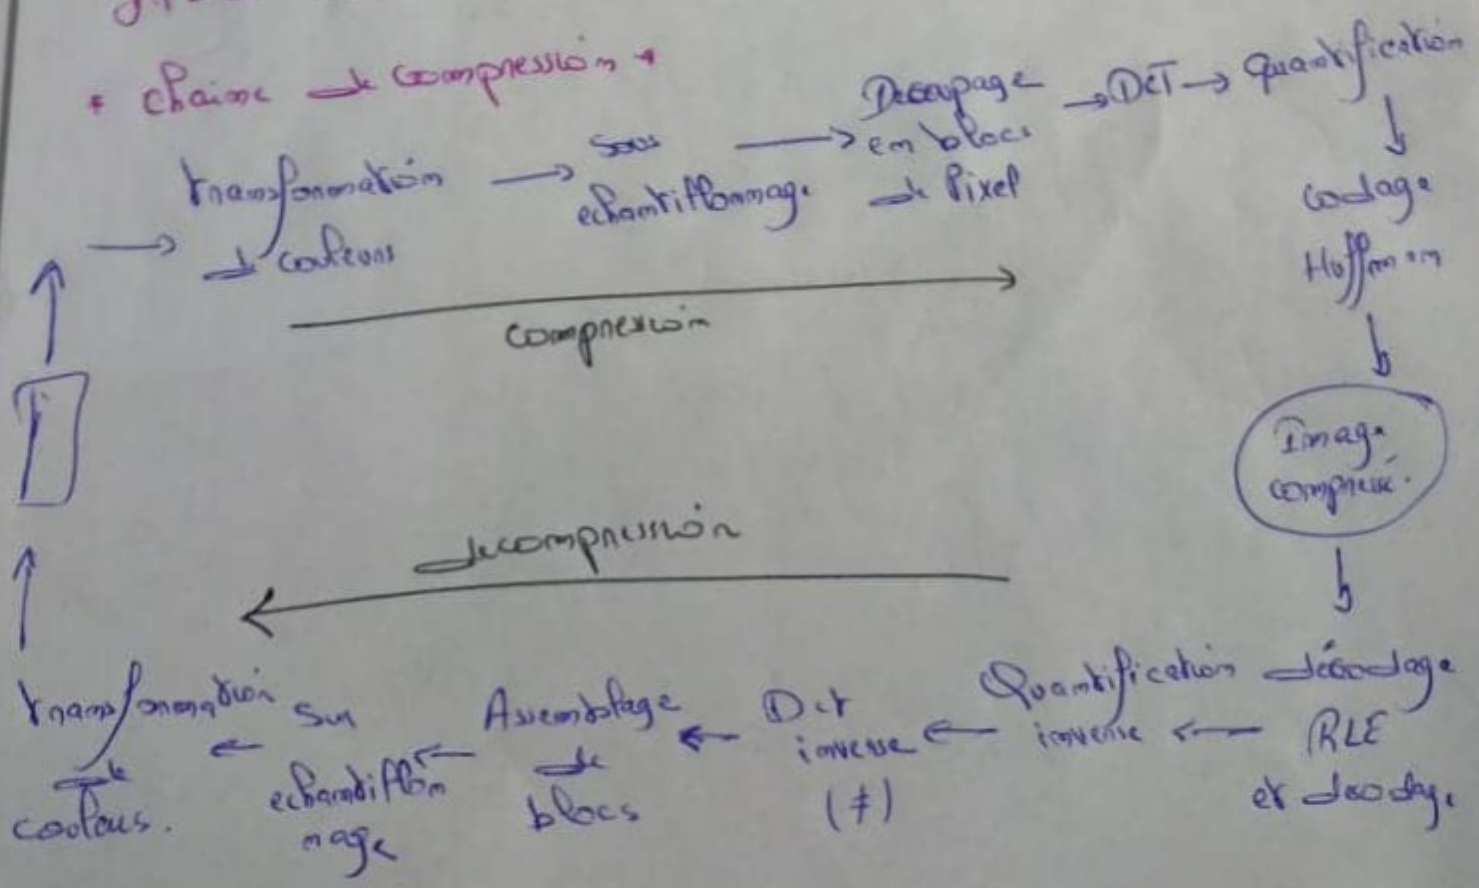 * Chaine de Compression *
transformation
de couleurs
sous
echantillonnage
Decoupage
en blocs
de Pixel
DCT
Quantification
codage
Huffman
compression
Image
compressé.
decompression
décodage
RLE
et decodage
Quantification
inverse
Dct
inverse
(≠)
Assemblage
de
blocs
Sur
echantillon
nage
transformation
de
couleurs.